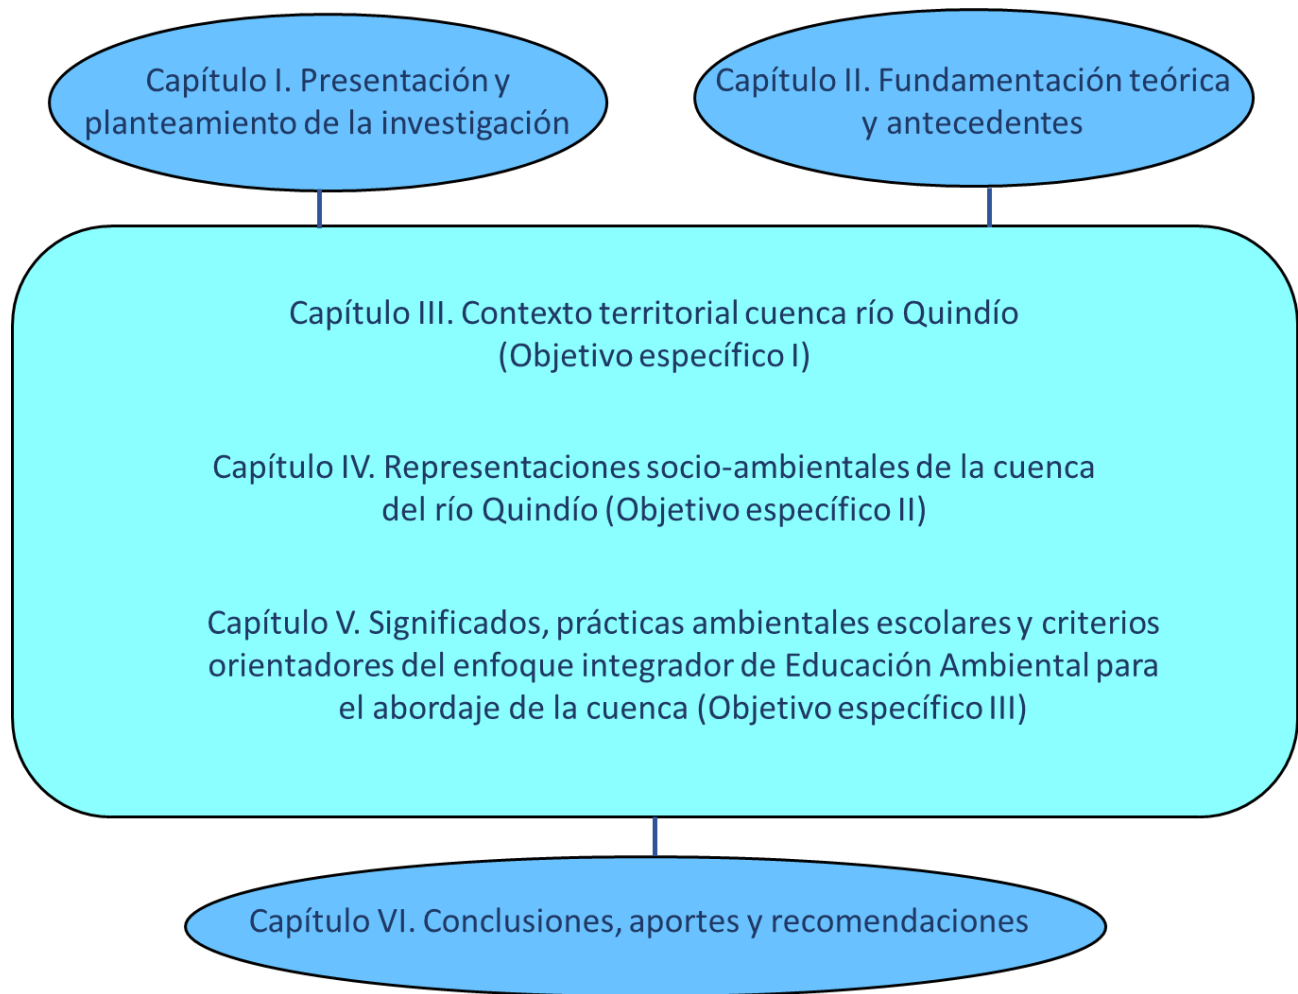 Capítulo I. Presentación y
planteamiento de la investigación
Capítulo II. Fundamentación teórica
y antecedentes
Capítulo III. Contexto territorial cuenca río Quindío
(Objetivo específico I)
Capítulo IV. Representaciones socio-ambientales de la cuenca
del río Quindío (Objetivo específico II)
Capítulo V. Significados, prácticas ambientales escolares y criterios
orientadores del enfoque integrador de Educación Ambiental para
el abordaje de la cuenca (Objetivo específico III)
Capítulo VI. Conclusiones, aportes y recomendaciones